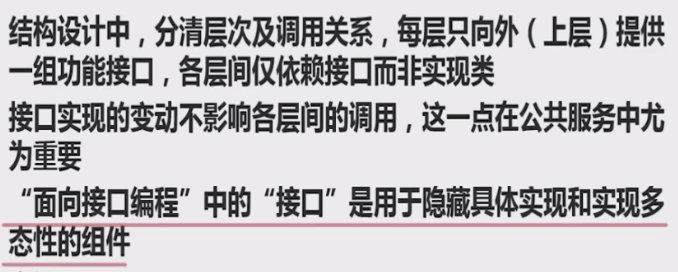 结构设计中，分清层次及调用关系，每层只向外（上层）提供
一组功能接口，各层间仅依赖接口而非实现类
接口实现的变动不影响各层间的调用，这一点在公共服务中尤
为重要
“面向接口编程”中的“接口”是用于隐藏具体实现和实现多
态性的组件